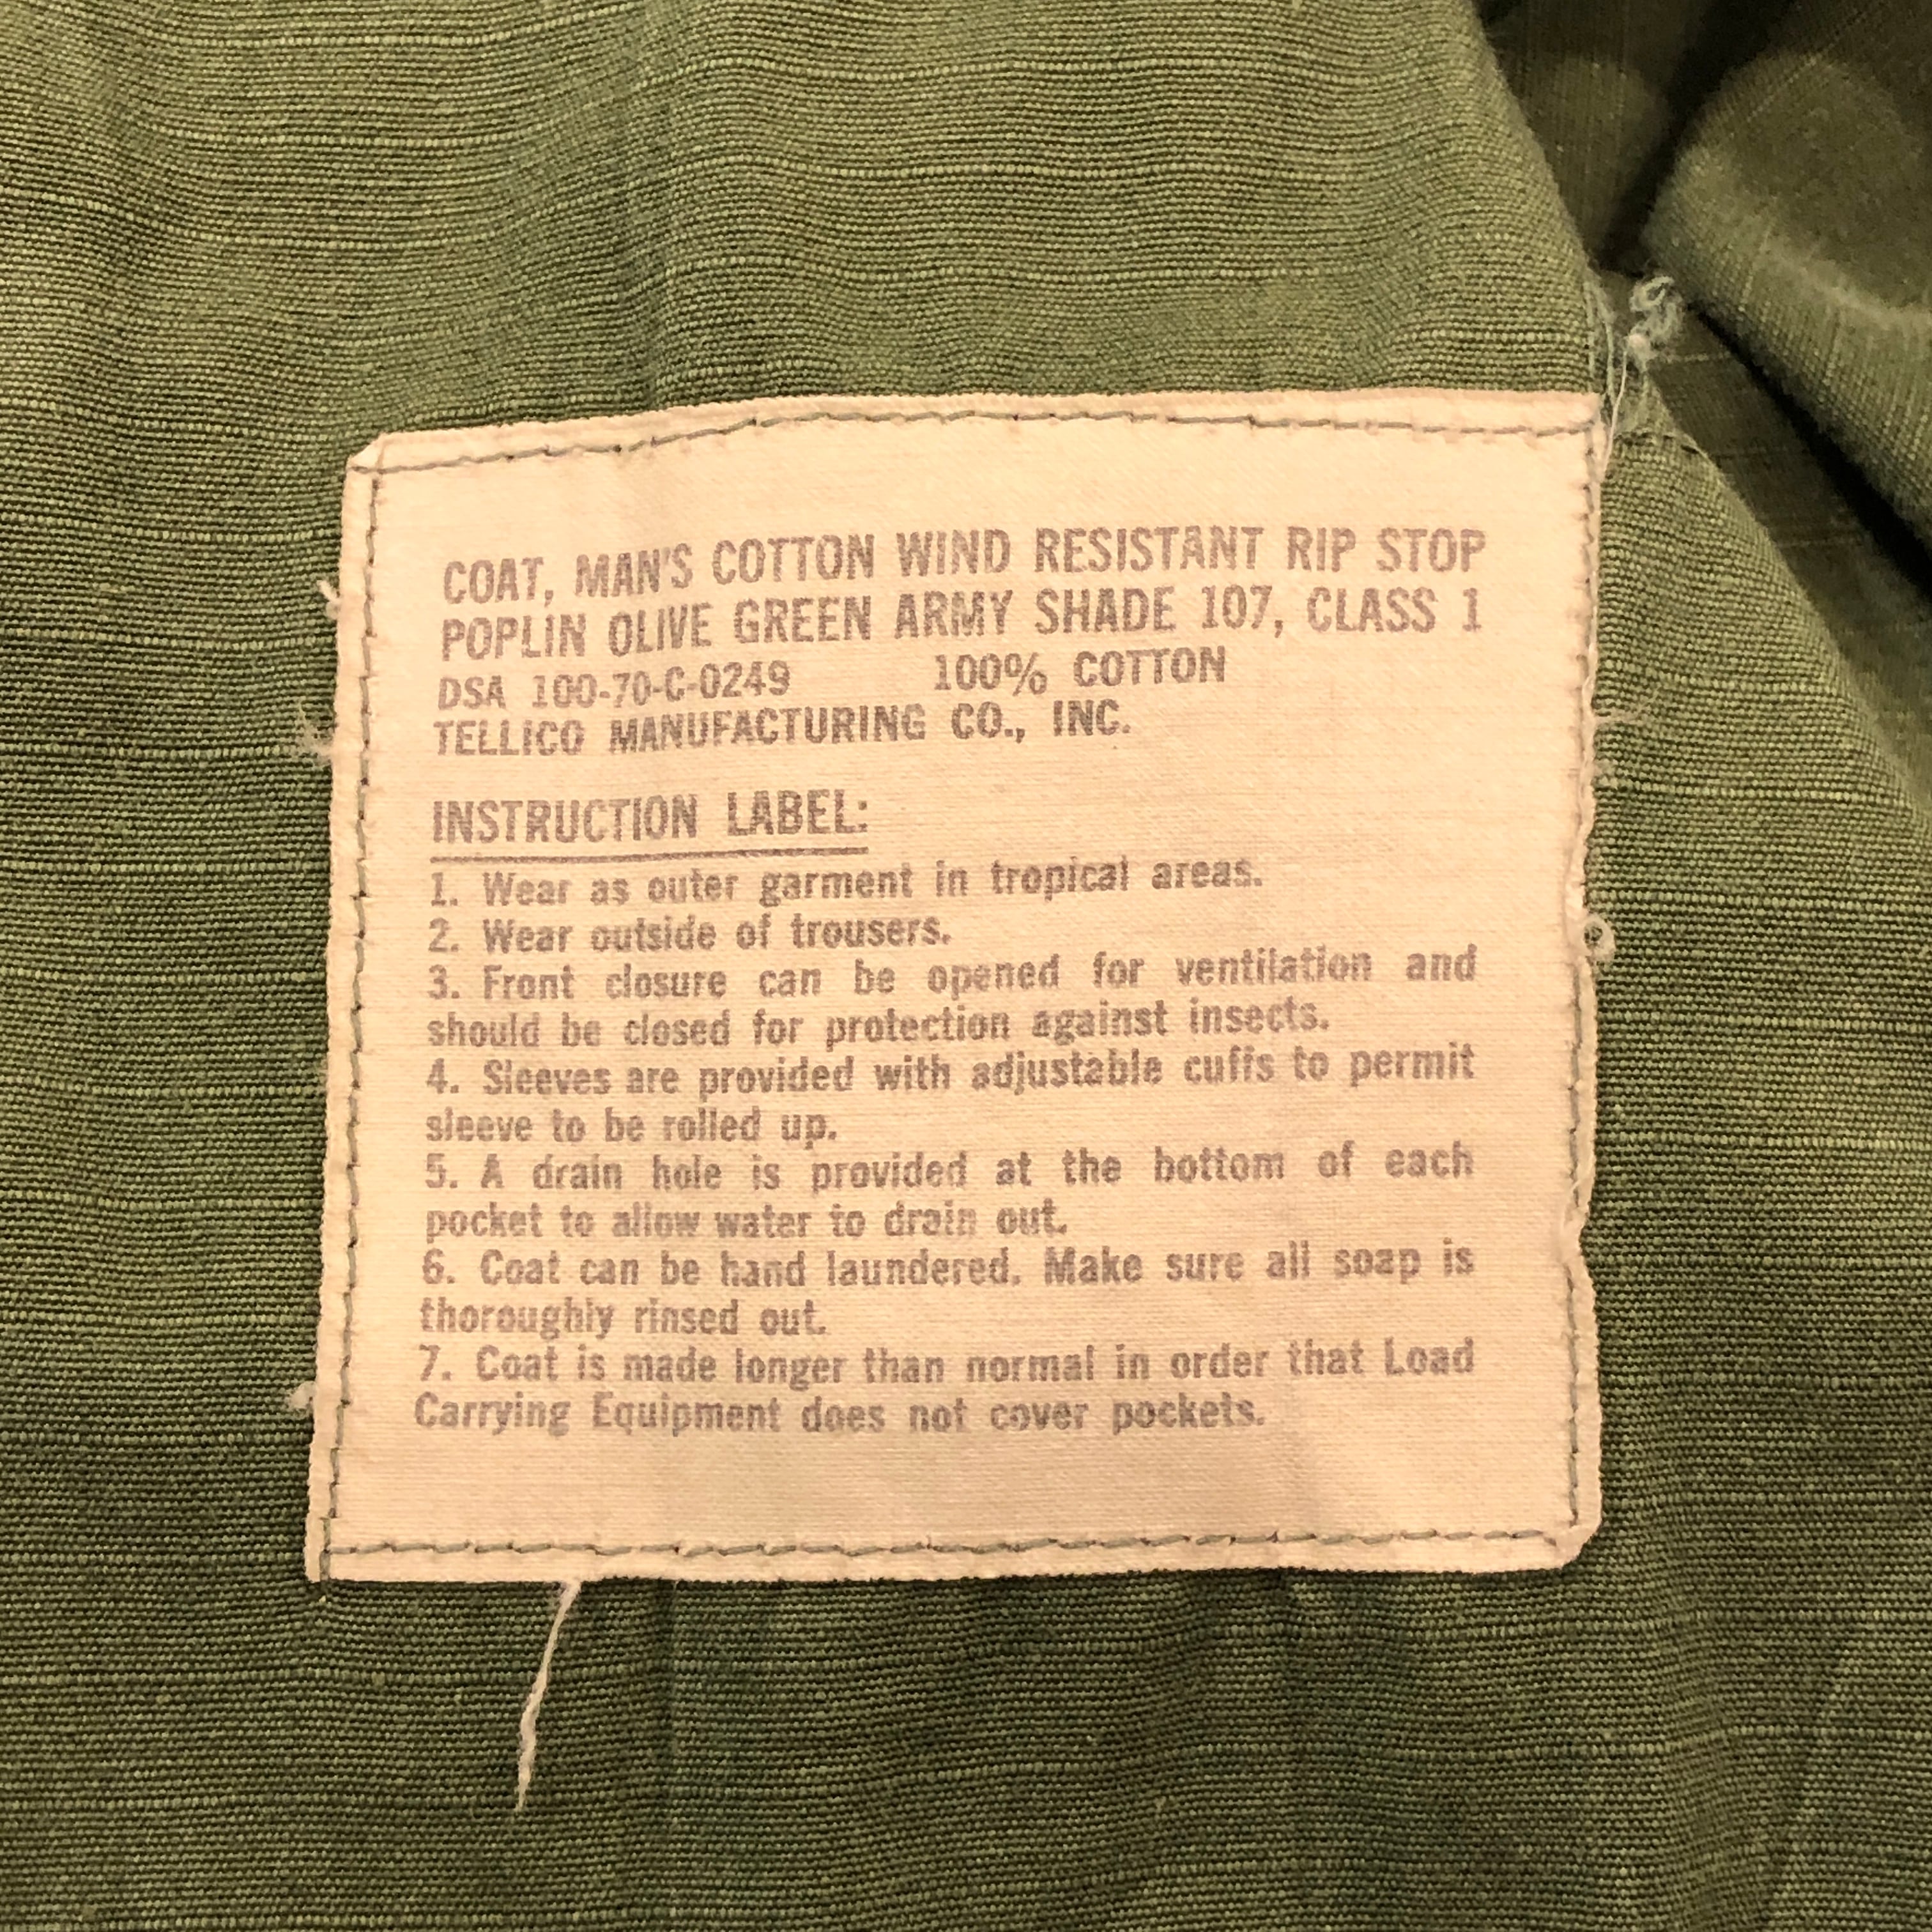 COAT, MAN'S COTTON WIND RESISTANT RIP STOP
POPLIN OLIVE GREEN ARMY SHADE 107, CLASS 1
DSA 100-70-C-0249 100% COTTON
TELLICO MANUFACTURING CO., INC.
INSTRUCTION LABEL:
1. Wear as outer garment in tropical areas.
2. Wear outside of trousers.
3. Front closure can be opened for ventilation and
should be closed for protection against insects.
4. Sleeves are provided with adjustable cuffs to permit
sleeve to be rolled up.
5. A drain hole is provided at the bottom of each
pocket to allow water to drain out.
6. Coat can be hand laundered. Make sure all soap is
thoroughly rinsed out.
7. Coat is made longer than normal in order that Load
Carrying Equipment does not cover pockets.